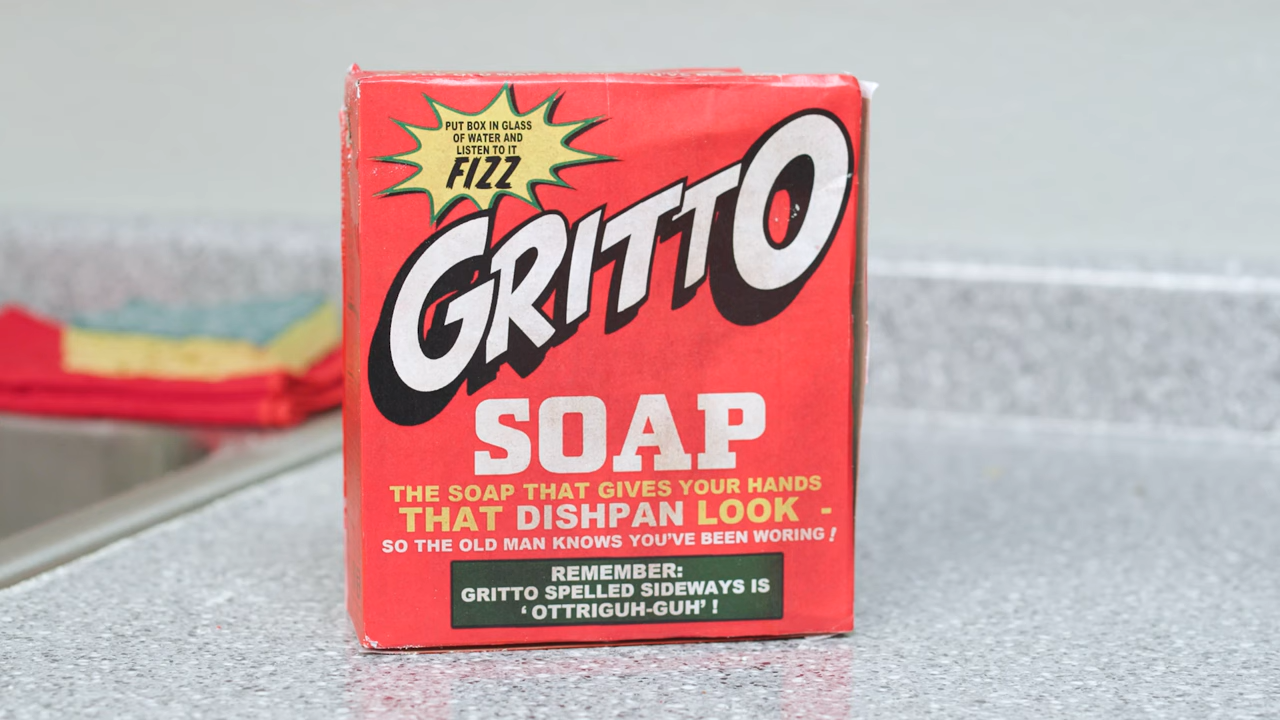 PUT BOX IN GLASS
OF WATER AND
LISTEN TO IT
FIZZ
GRITTO
SOAP
THE SOAP THAT GIVES YOUR HANDS
THAT DISHPAN LOOK -
SO THE OLD MAN KNOWS YOU'VE BEEN WORING!
REMEMBER:
GRITTO SPELLED SIDEWAYS IS
‘OTTRIGUH-GUH’!